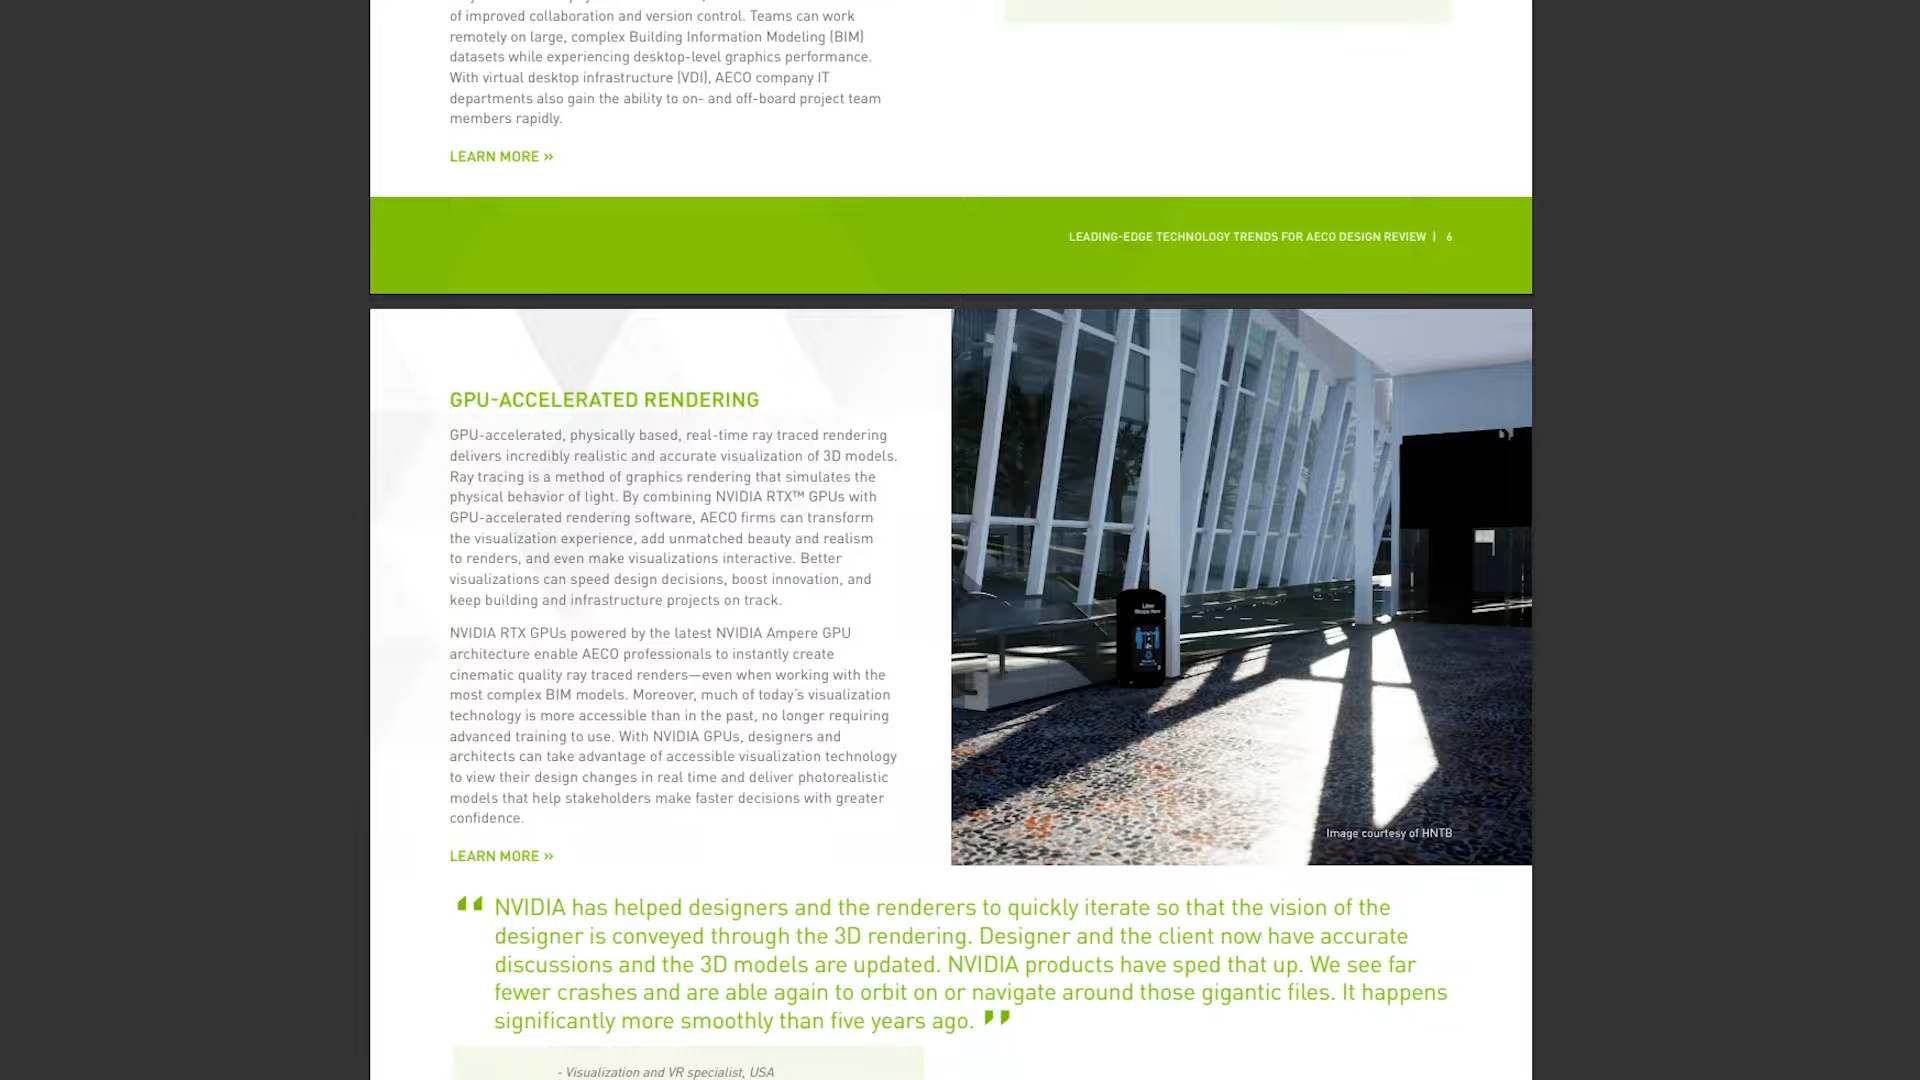 of improved collaboration and version control. Teams can work
remotely on large, complex Building Information Modeling (BIM)
datasets while experiencing desktop-level graphics performance.
With virtual desktop infrastructure (VDI), AECO company IT
departments also gain the ability to on- and off-board project team
members rapidly.
LEARN MORE »
LEADING-EDGE TECHNOLOGY TRENDS FOR AECO DESIGN REVIEW | 6
GPU-ACCELERATED RENDERING
GPU-accelerated, physically based, real-time ray traced rendering
delivers incredibly realistic and accurate visualization of 3D models.
Ray tracing is a method of graphics rendering that simulates the
physical behavior of light. By combining NVIDIA RTX™ GPUs with
GPU-accelerated rendering software, AECO firms can transform
the visualization experience, add unmatched beauty and realism
to renders, and even make visualizations interactive. Better
visualizations can speed design decisions, boost innovation, and
keep building and infrastructure projects on track.
NVIDIA RTX GPUs powered by the latest NVIDIA Ampere GPU
architecture enable AECO professionals to instantly create
cinematic quality ray traced renders—even when working with the
most complex BIM models. Moreover, much of today's visualization
technology is more accessible than in the past, no longer requiring
advanced training to use. With NVIDIA GPUs, designers and
architects can take advantage of accessible visualization technology
to view their design changes in real time and deliver photorealistic
models that help stakeholders make faster decisions with greater
confidence.
LEARN MORE »
Image courtesy of HNTB
“ NVIDIA has helped designers and the renderers to quickly iterate so that the vision of the
designer is conveyed through the 3D rendering. Designer and the client now have accurate
discussions and the 3D models are updated. NVIDIA products have sped that up. We see far
fewer crashes and are able again to orbit on or navigate around those gigantic files. It happens
significantly more smoothly than five years ago. ”
- Visualization and VR specialist, USA